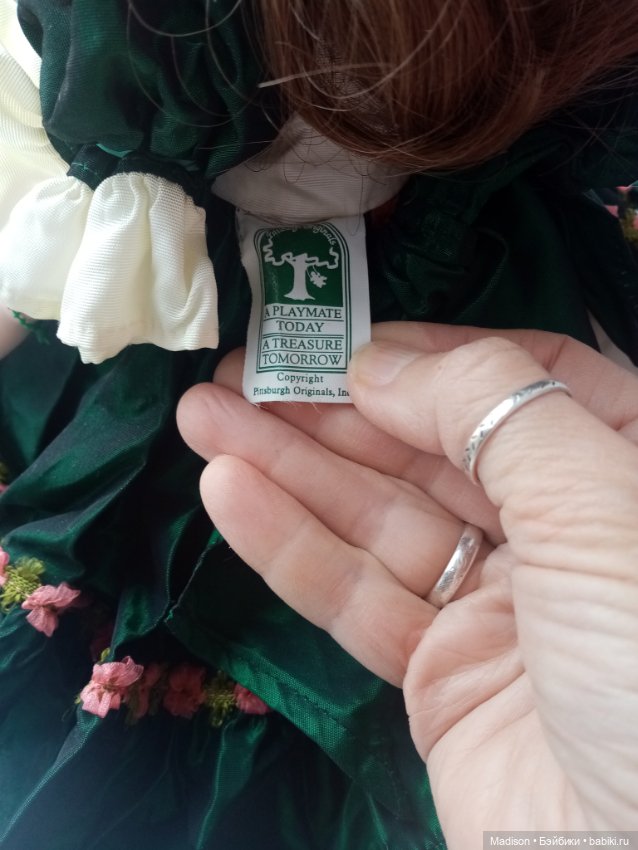 A PLAYMATE
TODAY
A TREASURE
TOMORROW
Copyright
Pittsburgh Originals, Inc
Madison • Бэйбики • babiki.ru